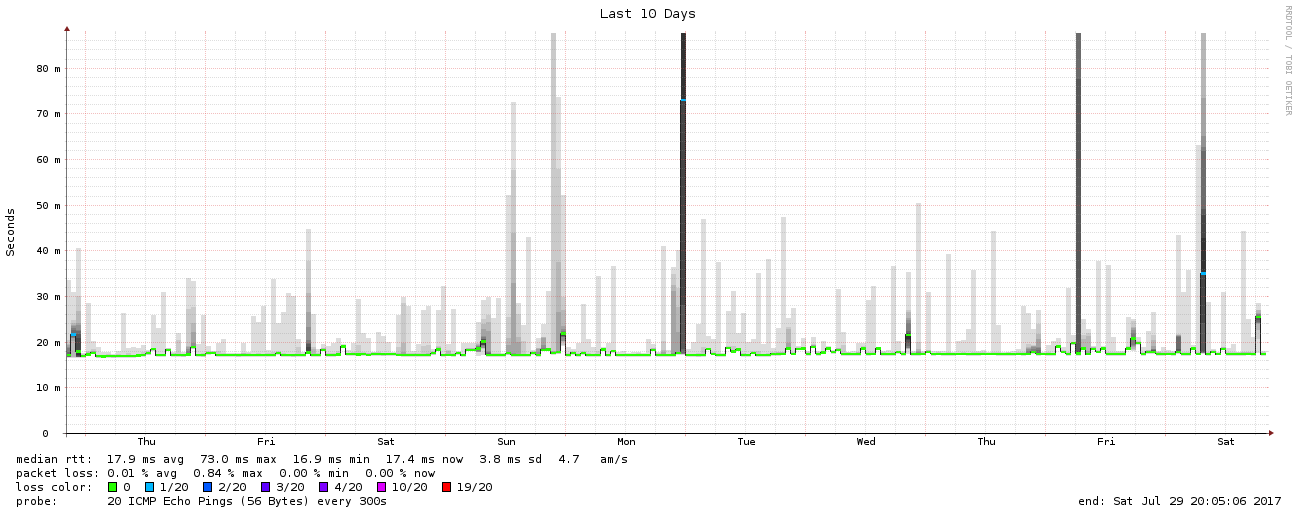 Last 10 Days
RRDTOOL / TOBI OETIKER
Seconds
80 m
70 m
60 m
50 m
40 m
30 m
20 m
10 m
0
Thu Fri Sat Sun Mon Tue Wed Thu Fri Sat
median rtt: 17.9 ms avg 73.0 ms max 16.9 ms min 17.4 ms now 3.8 ms sd 4.7 am/s
packet loss: 0.01 % avg 0.84 % max 0.00 % min 0.00 % now
loss color: 0 1/20 2/20 3/20 4/20 10/20 19/20
probe: 20 ICMP Echo Pings (56 Bytes) every 300s end: Sat Jul 29 20:05:06 2017